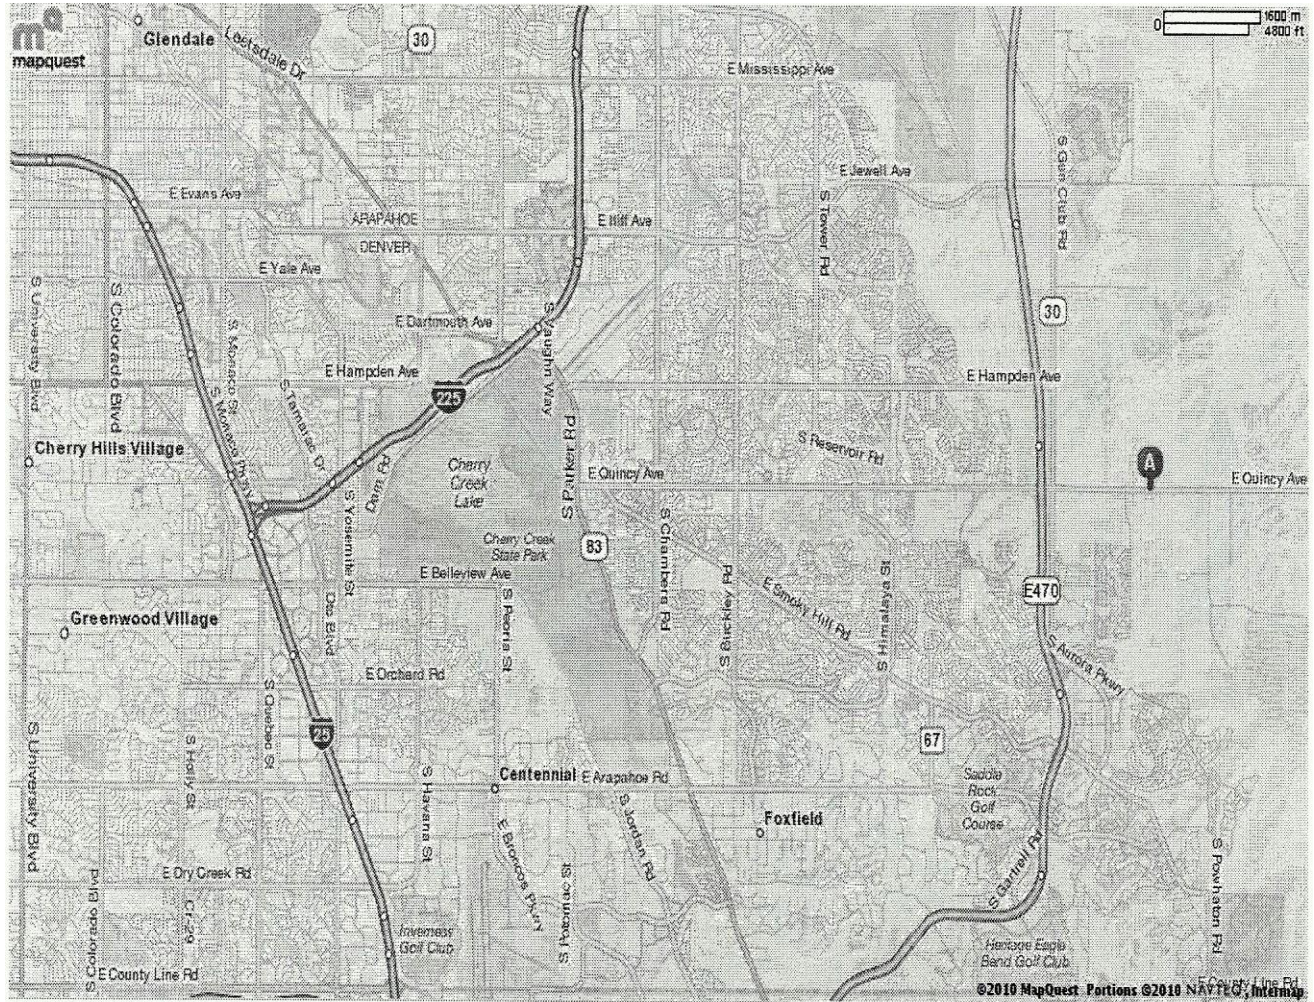 mapquest
Glendale
Leetsdale Dr
30
E Mississippi Ave
0
1600 m
4800 ft
E Jewell Ave
S Gun Club Rd
E Evans Ave
ARAPAHOE
DENVER
E Iliff Ave
S Tower Rd
E Yale Ave
S University Blvd
S Colorado Blvd
S Monaco St
E Dartmouth Ave
S Vaughn Way
30
E Hampden Ave
225
E Hampden Ave
S Monaco Pkwy
S Tamarac Dr
S Parker Rd
S Reservoir Rd
Cherry Hills Village
Dam Rd
Cherry
Creek
Lake
E Quincy Ave
A
E Quincy Ave
S Yosemite St
Cherry Creek
State Park
83
S Chambers Rd
E Belleview Ave
S Buckley Rd
E Smoky Hill Rd
S Himalaya St
E470
Greenwood Village
Dtc Blvd
S Peoria St
S Aurora Pkwy
E Orchard Rd
S Quebec St
25
67
S University Blvd
S Holly St
S Havana St
Centennial
E Arapahoe Rd
S Jordan Rd
Foxfield
Saddle
Rock
Golf
Course
E Broncos Pkwy
S Potomac St
S Gartrell Rd
S Powhaton Rd
E Dry Creek Rd
S Colorado Blvd
Cr-29
Inverness
Golf Club
Heritage Eagle
Bend Golf Club
E County Line Rd
E County Line Rd
©2010 MapQuest Portions ©2010 NAVTEQ, Intermap